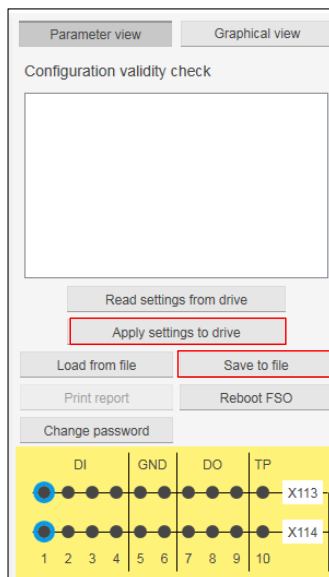 Parameter view Graphical view
Configuration validity check
Read settings from drive
Apply settings to drive
Load from file Save to file
Print report Reboot FSO
Change password
DI GND DO TP
X113
X114
1 2 3 4 5 6 7 8 9 10